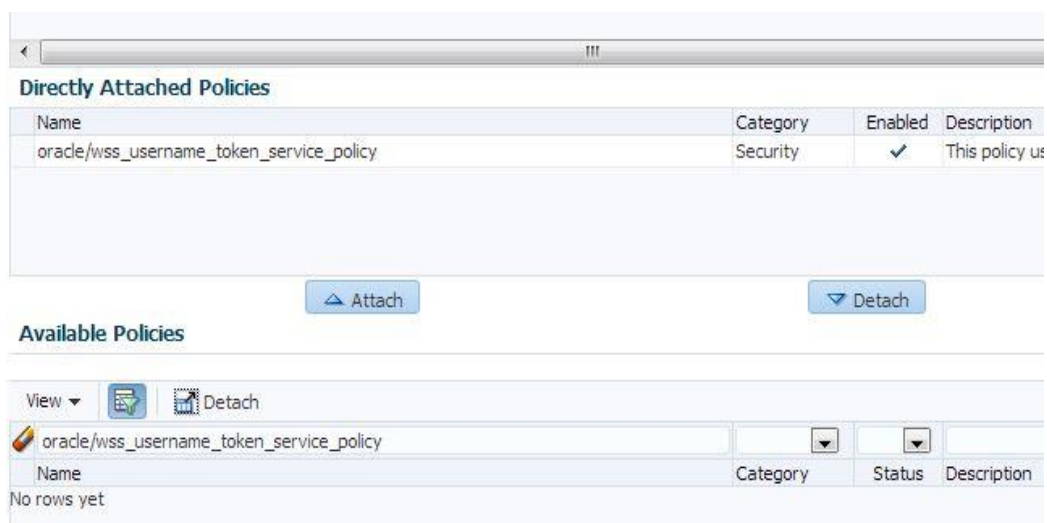 Directly Attached Policies
Name Category Enabled Description
oracle/wss_username_token_service_policy Security This policy us
Attach Detach
Available Policies
View Detach
oracle/wss_username_token_service_policy
Name Category Status Description
No rows yet